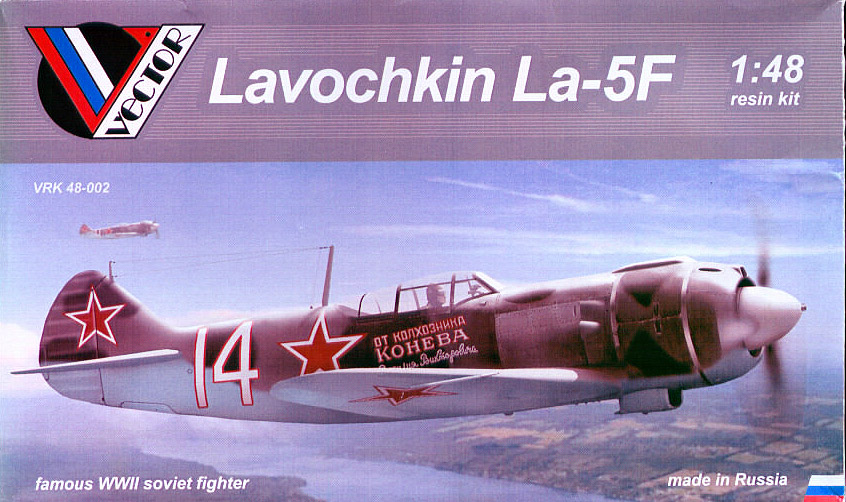 VECTOR
Lavochkin La-5F
1:48
resin kit
VRK 48-002
14
ОТ КОЛХОЗНИКА
КОНЕВА
Викторовича
famous WWII soviet fighter
made in Russia